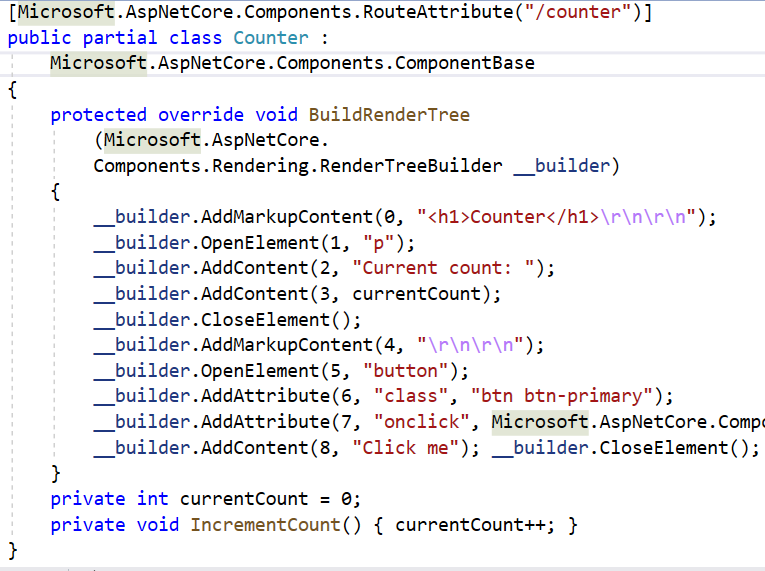 [Microsoft.AspNetCore.Components.RouteAttribute("/counter")]
public partial class Counter :
    Microsoft.AspNetCore.Components.ComponentBase
{
    protected override void BuildRenderTree
        (Microsoft.AspNetCore.
        Components.Rendering.RenderTreeBuilder __builder)
    {
        __builder.AddMarkupContent(0, "<h1>Counter</h1>\r\n\r\n");
        __builder.OpenElement(1, "p");
        __builder.AddContent(2, "Current count: ");
        __builder.AddContent(3, currentCount);
        __builder.CloseElement();
        __builder.AddMarkupContent(4, "\r\n\r\n");
        __builder.OpenElement(5, "button");
        __builder.AddAttribute(6, "class", "btn btn-primary");
        __builder.AddAttribute(7, "onclick", Microsoft.AspNetCore.Comp
        __builder.AddContent(8, "Click me"); __builder.CloseElement();
    }
    private int currentCount = 0;
    private void IncrementCount() { currentCount++; }
}